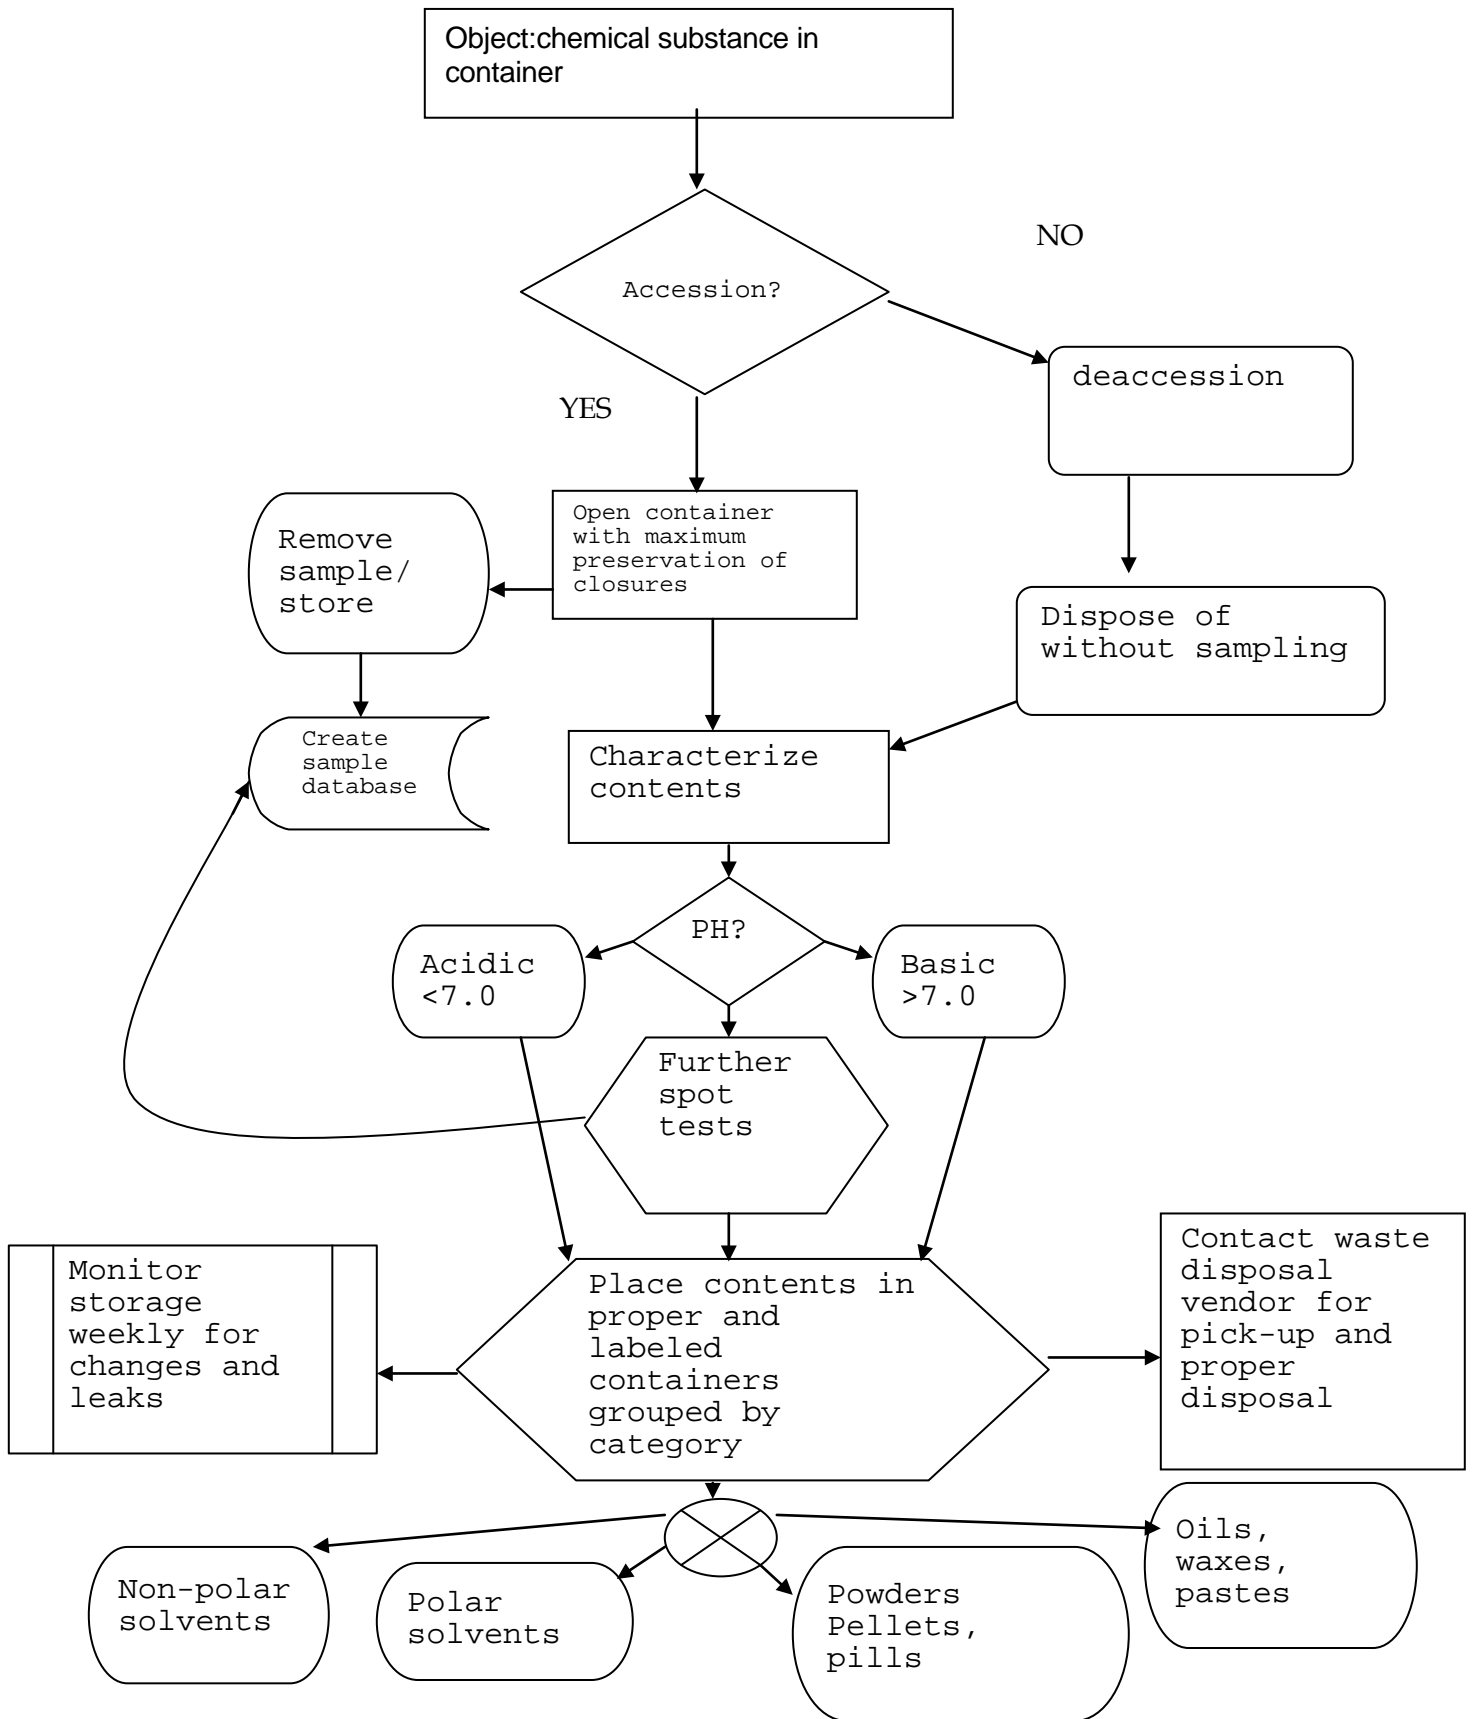 Object:chemical substance in
container
NO
Accession?
deaccession
YES
Open container
with maximum
preservation of
closures
Remove
sample/
store
Dispose of
without sampling
Create
sample
database
Characterize
contents
PH?
Acidic
<7.0
Basic
>7.0
Further
spot
tests
Contact waste
disposal
vendor for
pick-up and
proper
disposal
Monitor
storage
weekly for
changes and
leaks
Place contents in
proper and
labeled
containers
grouped by
category
Non-polar
solvents
Polar
solvents
Powders
Pellets,
pills
Oils,
waxes,
pastes